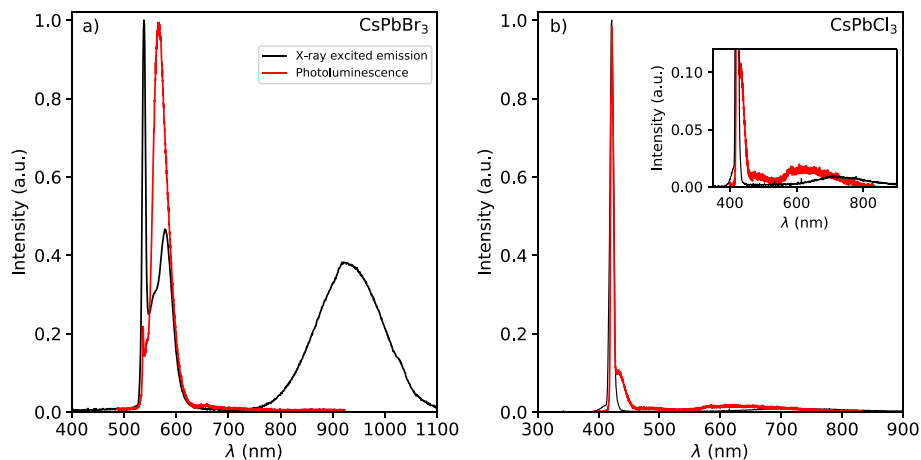 a)
CsPbBr₃
X-ray excited emission
Photoluminescence
Intensity (a.u.)
1.0
0.8
0.6
0.4
0.2
0.0
400 500 600 700 800 900 1000 1100
λ (nm)
b)
CsPbCl₃
Intensity (a.u.)
1.0
0.8
0.6
0.4
0.2
0.0
300 400 500 600 700 800 900
λ (nm)
Intensity (a.u.)
0.10
0.05
0.00
400 600 800
λ (nm)